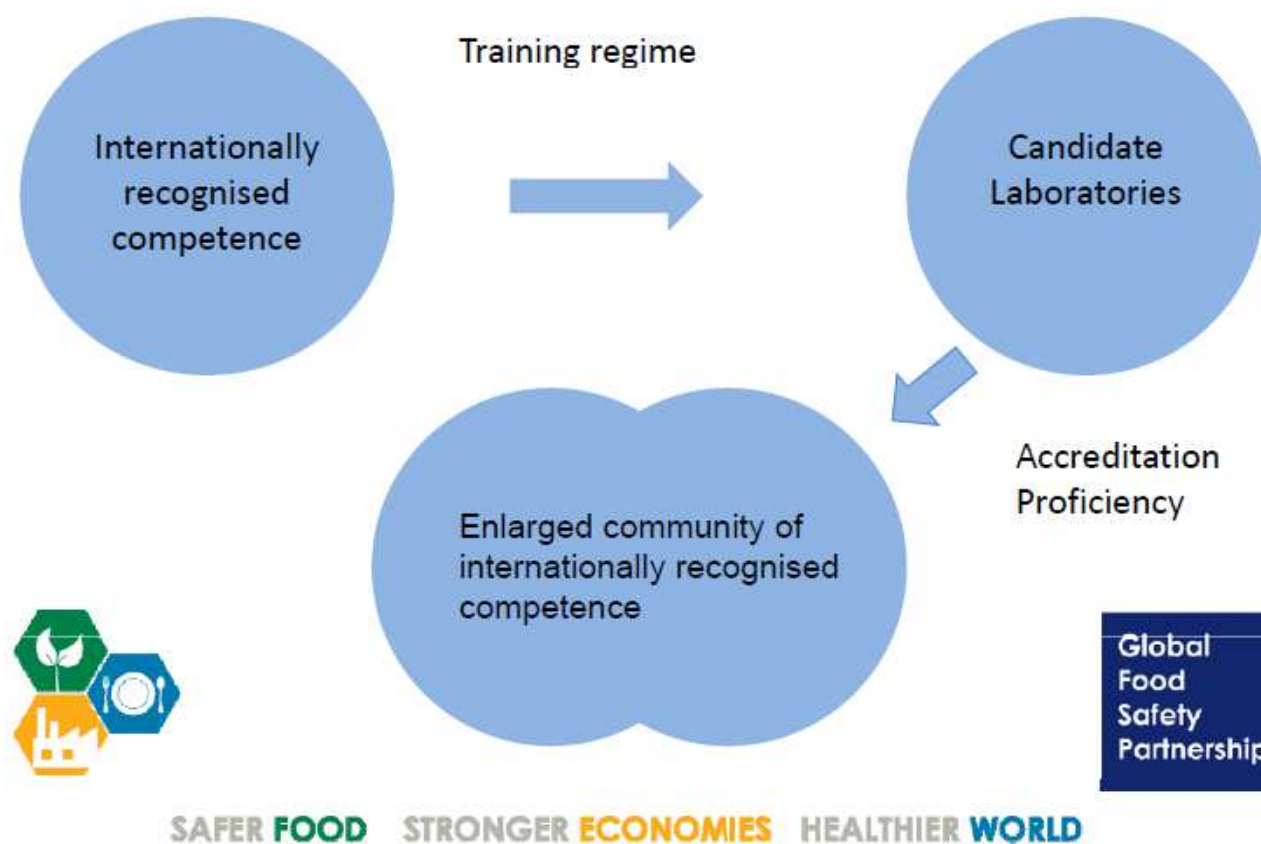 Training regime
Internationally
recognised
competence
Candidate
Laboratories
Accreditation
Proficiency
Enlarged community of
internationally recognised
competence
Global
Food
Safety
Partnership
SAFER FOOD STRONGER ECONOMIES HEALTHIER WORLD